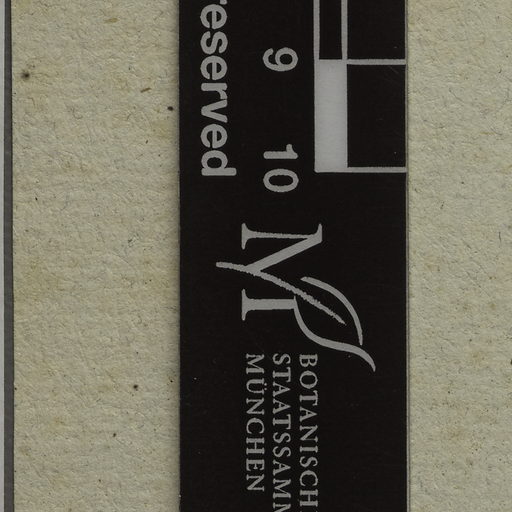 reserved
9 10
M
BOTANISCH
STAATSSAMM
MÜNCHEN